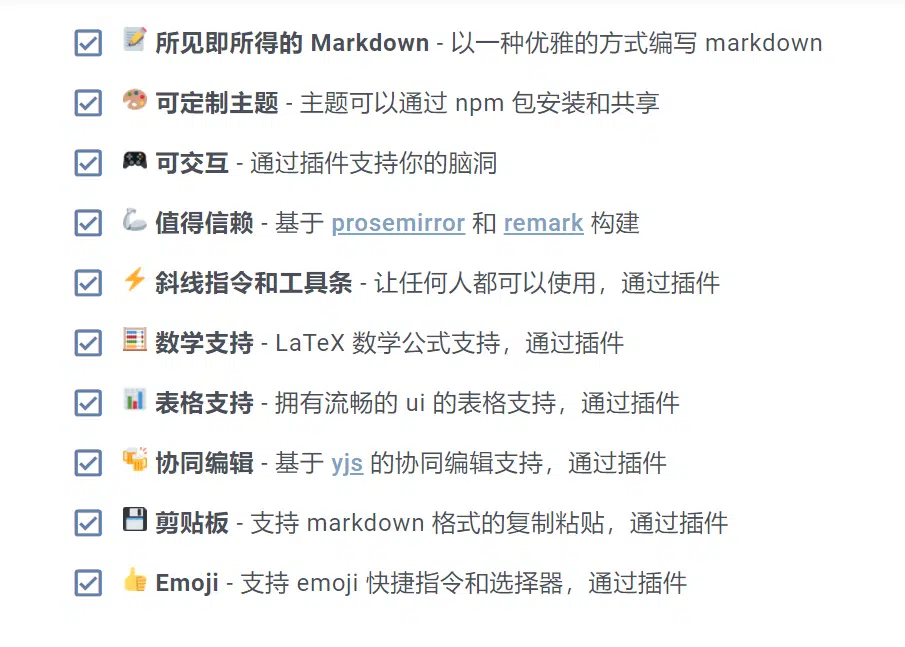 📝 所见即所得的 Markdown - 以一种优雅的方式编写 markdown
🎨 可定制主题 - 主题可以通过 npm 包安装和共享
🎮 可交互 - 通过插件支持你的脑洞
🦾 值得信赖 - 基于 prosemirror 和 remark 构建
⚡ 斜线指令和工具条 - 让任何人都可以使用，通过插件
🧮 数学支持 - LaTeX 数学公式支持，通过插件
📊 表格支持 - 拥有流畅的 ui 的表格支持，通过插件
🍻 协同编辑 - 基于 yjs 的协同编辑支持，通过插件
💾 剪贴板 - 支持 markdown 格式的复制粘贴，通过插件
👍 Emoji - 支持 emoji 快捷指令和选择器，通过插件